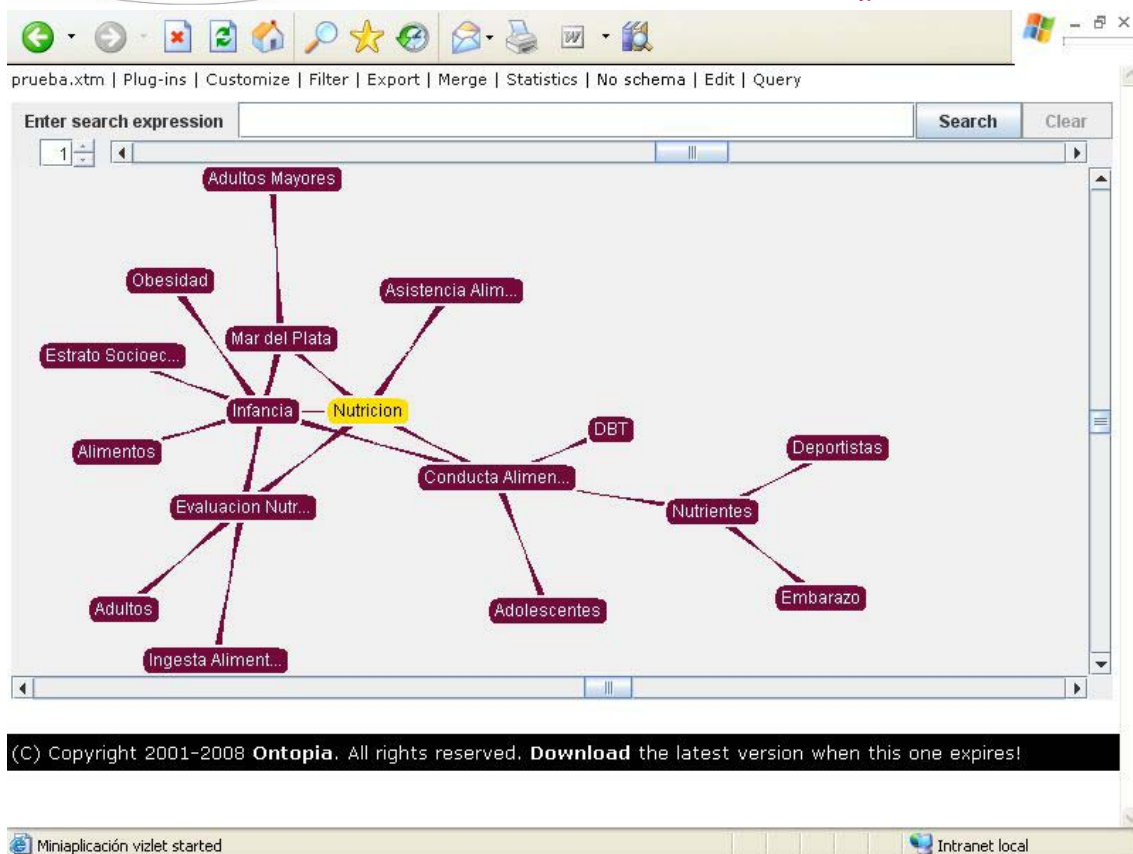 prueba.xtm | Plug-ins | Customize | Filter | Export | Merge | Statistics | No schema | Edit | Query
Enter search expression Search Clear
1
Adultos Mayores
Obesidad
Asistencia Alim...
Mar del Plata
Estrato Socioec...
Infancia
Nutricion
DBT
Alimentos
Deportistas
Conducta Alimen...
Evaluacion Nutr...
Nutrientes
Adultos
Adolescentes
Embarazo
Ingesta Aliment...
(C) Copyright 2001-2008 Ontopia. All rights reserved. Download the latest version when this one expires!
Miniaplicación vizlet started Intranet local